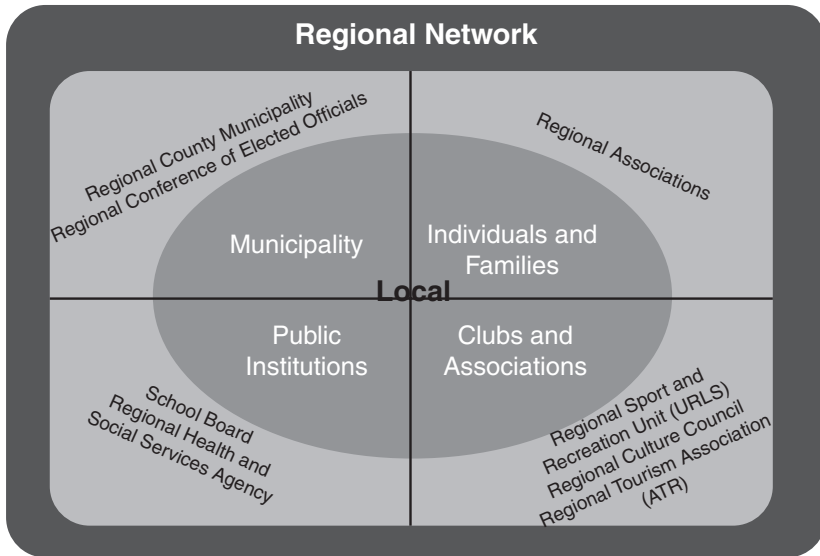 Regional Network
Regional County Municipality
Regional Conference of Elected Officials
Regional Associations
Municipality
Individuals and
Families
Local
Public
Institutions
Clubs and
Associations
School Board
Regional Health and
Social Services Agency
Regional Sport and
Recreation Unit (URLS)
Regional Culture Council
Regional Tourism Association
(ATR)